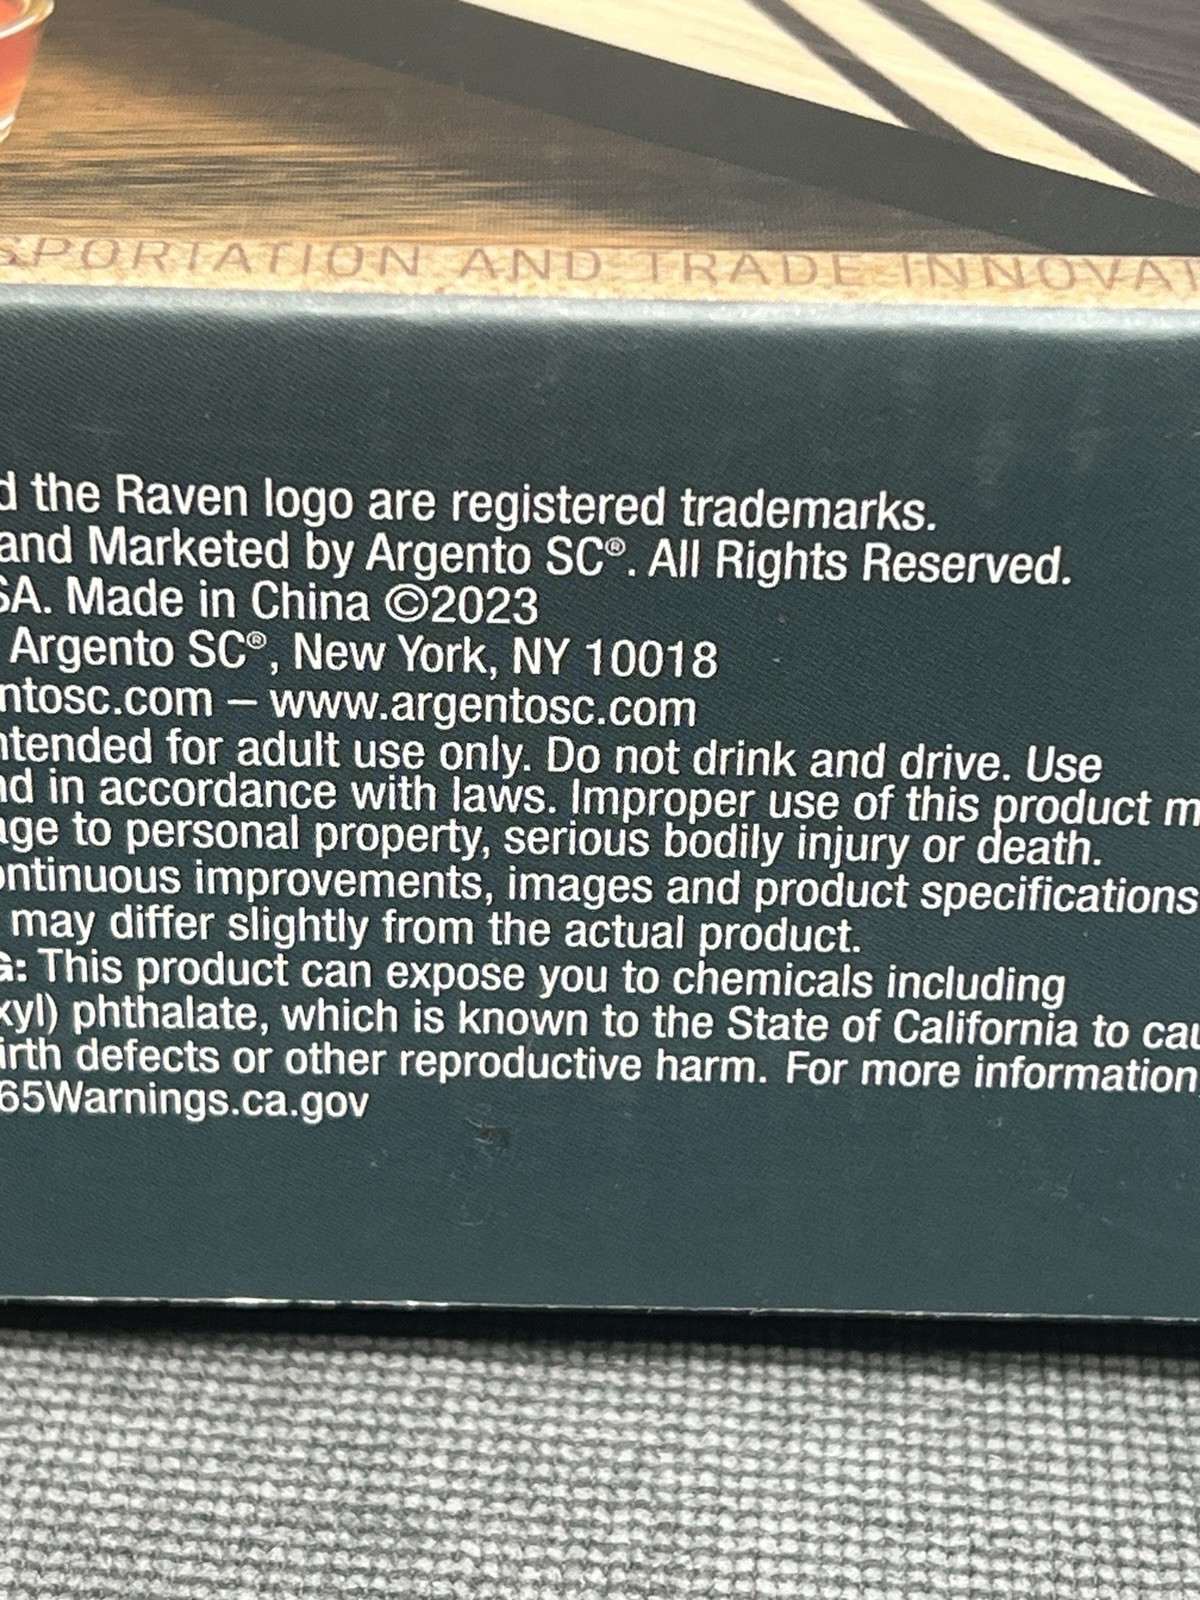 SPORTATION AND TRADE INNOVAT
d the Raven logo are registered trademarks.
and Marketed by Argento SC®. All Rights Reserved.
SA. Made in China ©2023
Argento SC®, New York, NY 10018
ntosc.com – www.argentosc.com
ntended for adult use only. Do not drink and drive. Use
nd in accordance with laws. Improper use of this product m
age to personal property, serious bodily injury or death.
ontinuous improvements, images and product specifications
may differ slightly from the actual product.
G: This product can expose you to chemicals including
xyl) phthalate, which is known to the State of California to cau
irth defects or other reproductive harm. For more information,
65Warnings.ca.gov